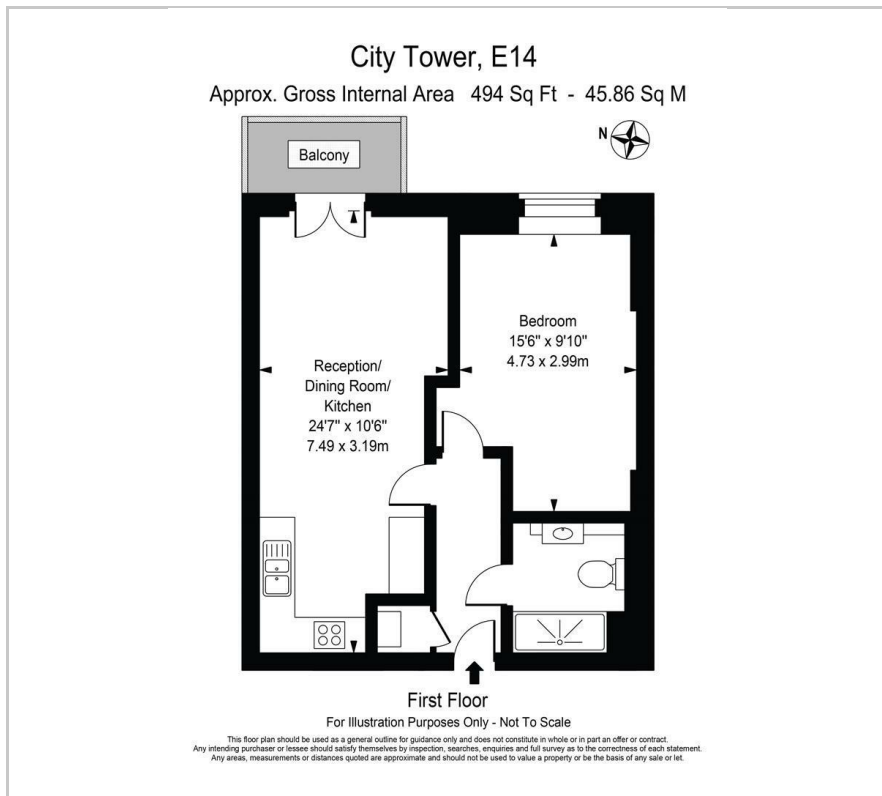 City Tower, E14
Approx. Gross Internal Area 494 Sq Ft - 45.86 Sq M
N
Balcony
Bedroom
15'6" x 9'10"
4.73 x 2.99m
Reception/
Dining Room/
Kitchen
24'7" x 10'6"
7.49 x 3.19m
First Floor
For Illustration Purposes Only - Not To Scale
This floor plan should be used as a general outline for guidance only and does not constitute in whole or in part an offer or contract.
Any intending purchaser or lessee should satisfy themselves by inspection, searches, enquiries and full survey as to the correctness of each statement.
Any areas, measurements or distances quoted are approximate and should not be used to value a property or be the basis of any sale or let.